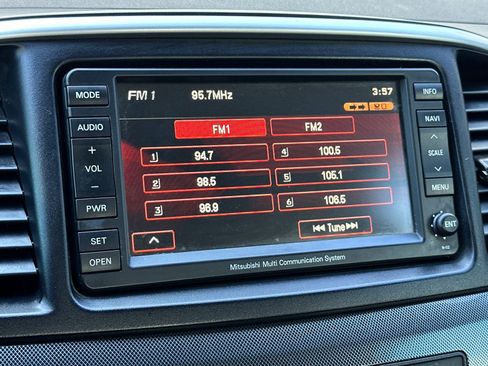 MODE
AUDIO
+
VOL
−
PWR
SET
OPEN
FM 1 95.7MHz 3:57
FM1 FM2
1 94.7 4 100.5
2 98.5 5 105.1
3 98.9 6 106.5
Tune
Mitsubishi Multi Communication System
INFO
NAVI
SCALE
MENU
ENT